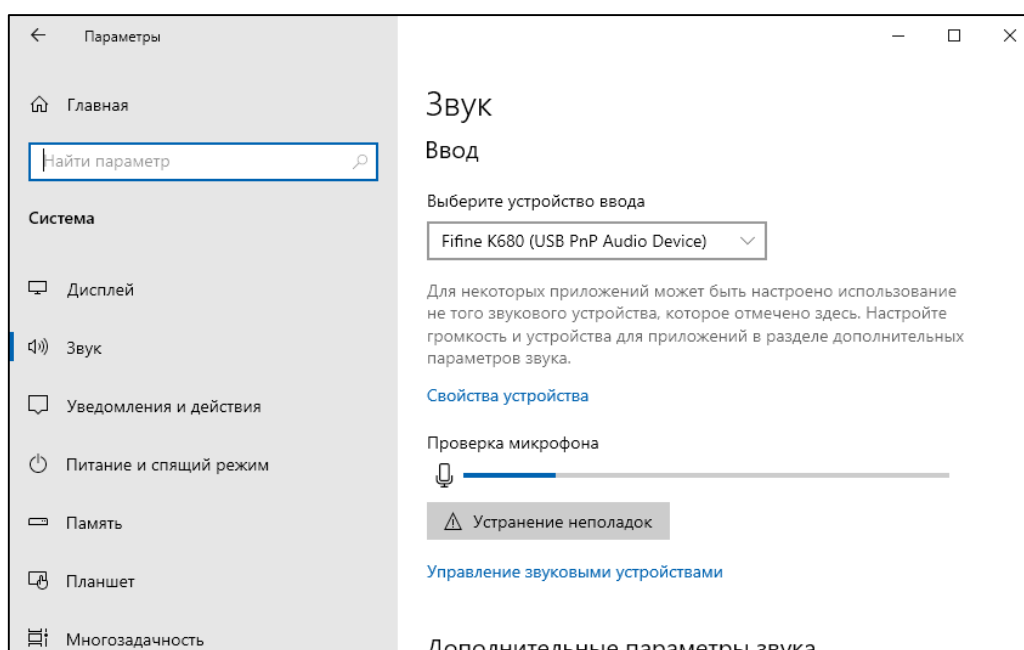 Параметры
Главная
Найти параметр
Система
Дисплей
Звук
Уведомления и действия
Питание и спящий режим
Память
Планшет
Многозадачность
Звук
Ввод
Выберите устройство ввода
Fifine K680 (USB PnP Audio Device)
Для некоторых приложений может быть настроено использование
не того звукового устройства, которое отмечено здесь. Настройте
громкость и устройства для приложений в разделе дополнительных
параметров звука.
Свойства устройства
Проверка микрофона
Устранение неполадок
Управление звуковыми устройствами
Дополнительные параметры звука